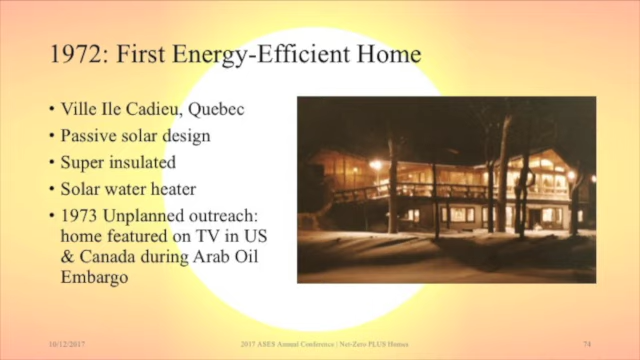 1972: First Energy-Efficient Home
• Ville Ile Cadieu, Quebec
• Passive solar design
• Super insulated
• Solar water heater
• 1973 Unplanned outreach:
home featured on TV in US
& Canada during Arab Oil
Embargo
10/12/2017
2017 ASES Annual Conference | Net-Zero PLUS Homes
74